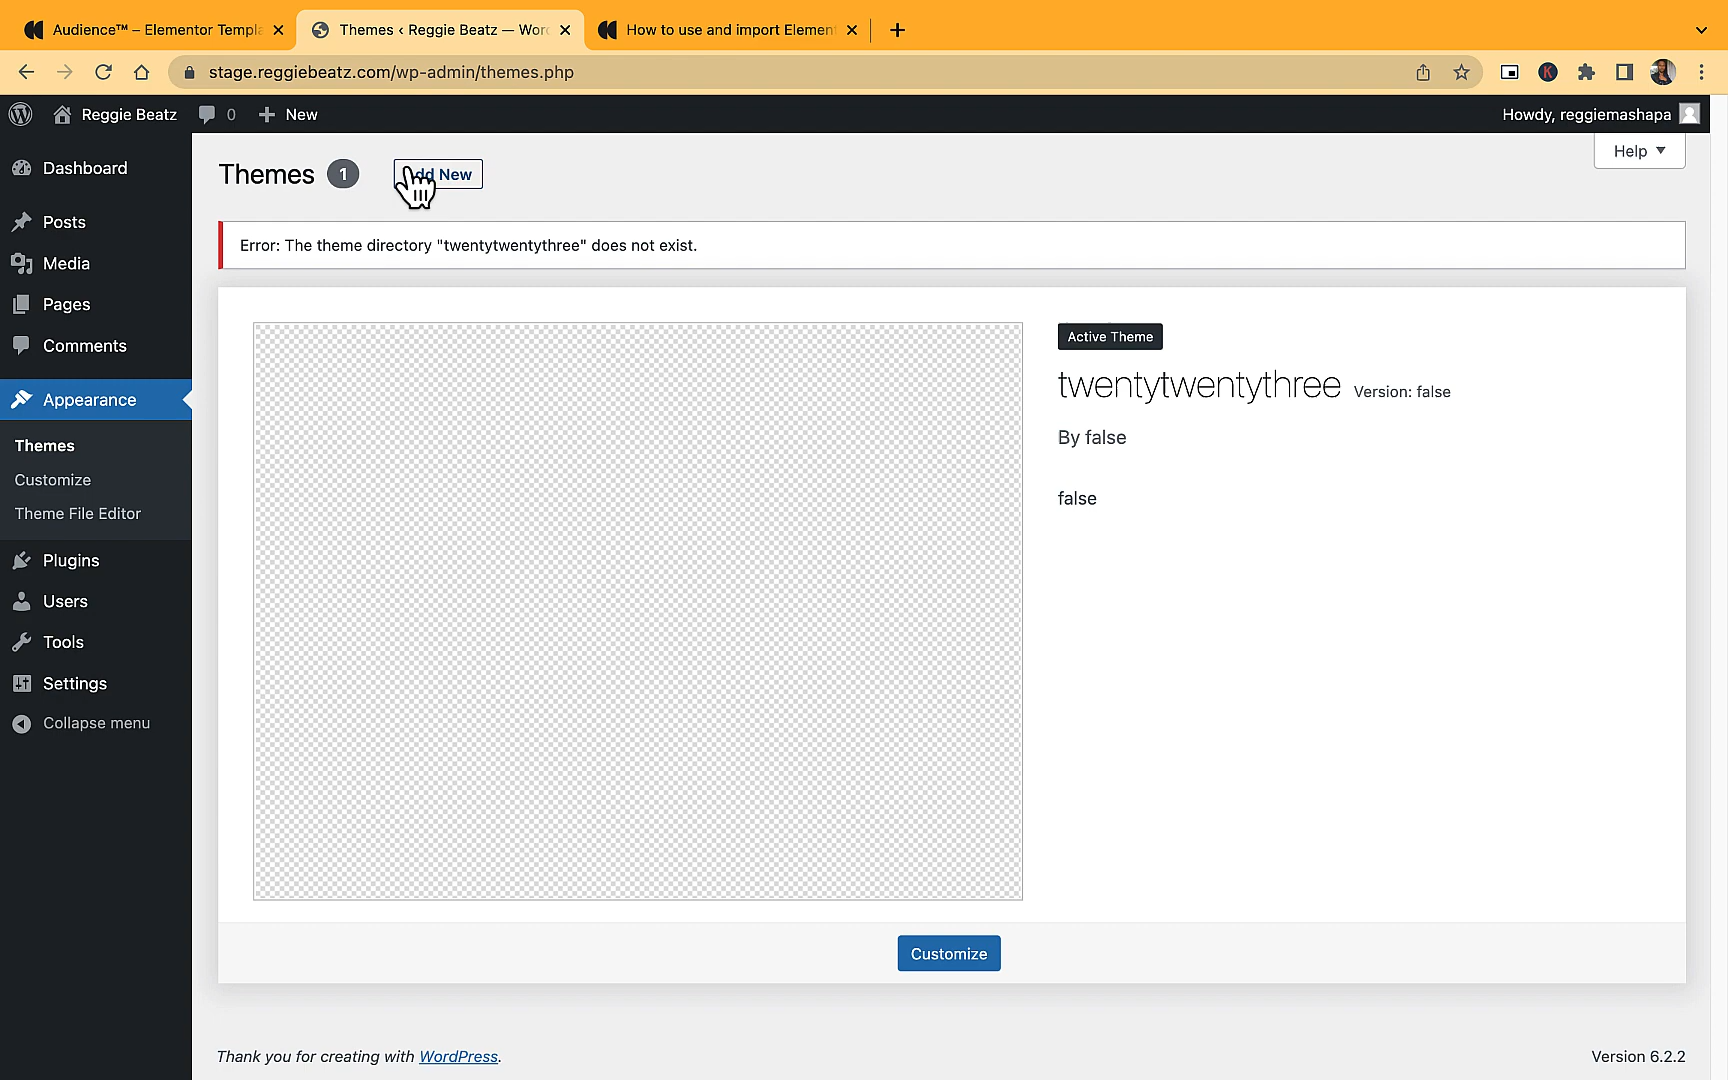 Audience™ – Elementor Templa
Themes ‹ Reggie Beatz — Wor
How to use and import Elemen
stage.reggiebeatz.com/wp-admin/themes.php
K
Reggie Beatz
0
New
Howdy, reggiemashapa
Dashboard
Posts
Media
Pages
Comments
Appearance
Themes
Customize
Theme File Editor
Plugins
Users
Tools
Settings
Collapse menu
Themes 1
New
Help
Error: The theme directory "twentytwentythree" does not exist.
Active Theme
twentytwentythree Version: false
By false
false
Customize
Thank you for creating with WordPress.
Version 6.2.2